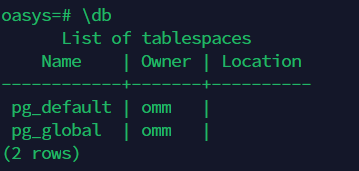 oasys=# \db
List of tablespaces
Name | Owner | Location
------------+-------+----------
pg_default | omm |
pg_global | omm |
(2 rows)